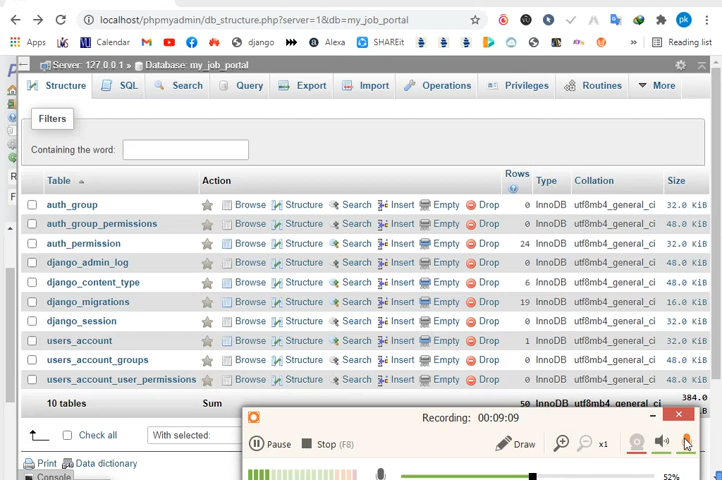 localhost/phpmyadmin/db_structure.php?server=1&db=my_job_portal
pk
Apps M Calendar django Alexa SHAREit Reading list
Server: 127.0.0.1 » Database: my_job_portal
Structure SQL Search Query Export Import Operations Privileges Routines More
Filters
Containing the word:
Table Action Rows Type Collation Size
auth_group Browse Structure Search Insert Empty Drop 0 InnoDB utf8mb4_general_ci 32.0 KiB
auth_group_permissions Browse Structure Search Insert Empty Drop 0 InnoDB utf8mb4_general_ci 48.0 KiB
auth_permission Browse Structure Search Insert Empty Drop 24 InnoDB utf8mb4_general_ci 32.0 KiB
django_admin_log Browse Structure Search Insert Empty Drop 0 InnoDB utf8mb4_general_ci 48.0 KiB
django_content_type Browse Structure Search Insert Empty Drop 6 InnoDB utf8mb4_general_ci 48.0 KiB
django_migrations Browse Structure Search Insert Empty Drop 19 InnoDB utf8mb4_general_ci 16.0 KiB
django_session Browse Structure Search Insert Empty Drop 0 InnoDB utf8mb4_general_ci 32.0 KiB
users_account Browse Structure Search Insert Empty Drop 1 InnoDB utf8mb4_general_ci 32.0 KiB
users_account_groups Browse Structure Search Insert Empty Drop 0 InnoDB utf8mb4_general_ci 48.0 KiB
users_account_user_permissions Browse Structure Search Insert Empty Drop 0 InnoDB utf8mb4_general_ci 48.0 KiB
10 tables Sum 50 InnoDB utf8mb4_general_ci 384.0
Recording: 00:09:09
Check all With selected:
Pause Stop (F8) Draw x1
Print Data dictionary
Console
52%